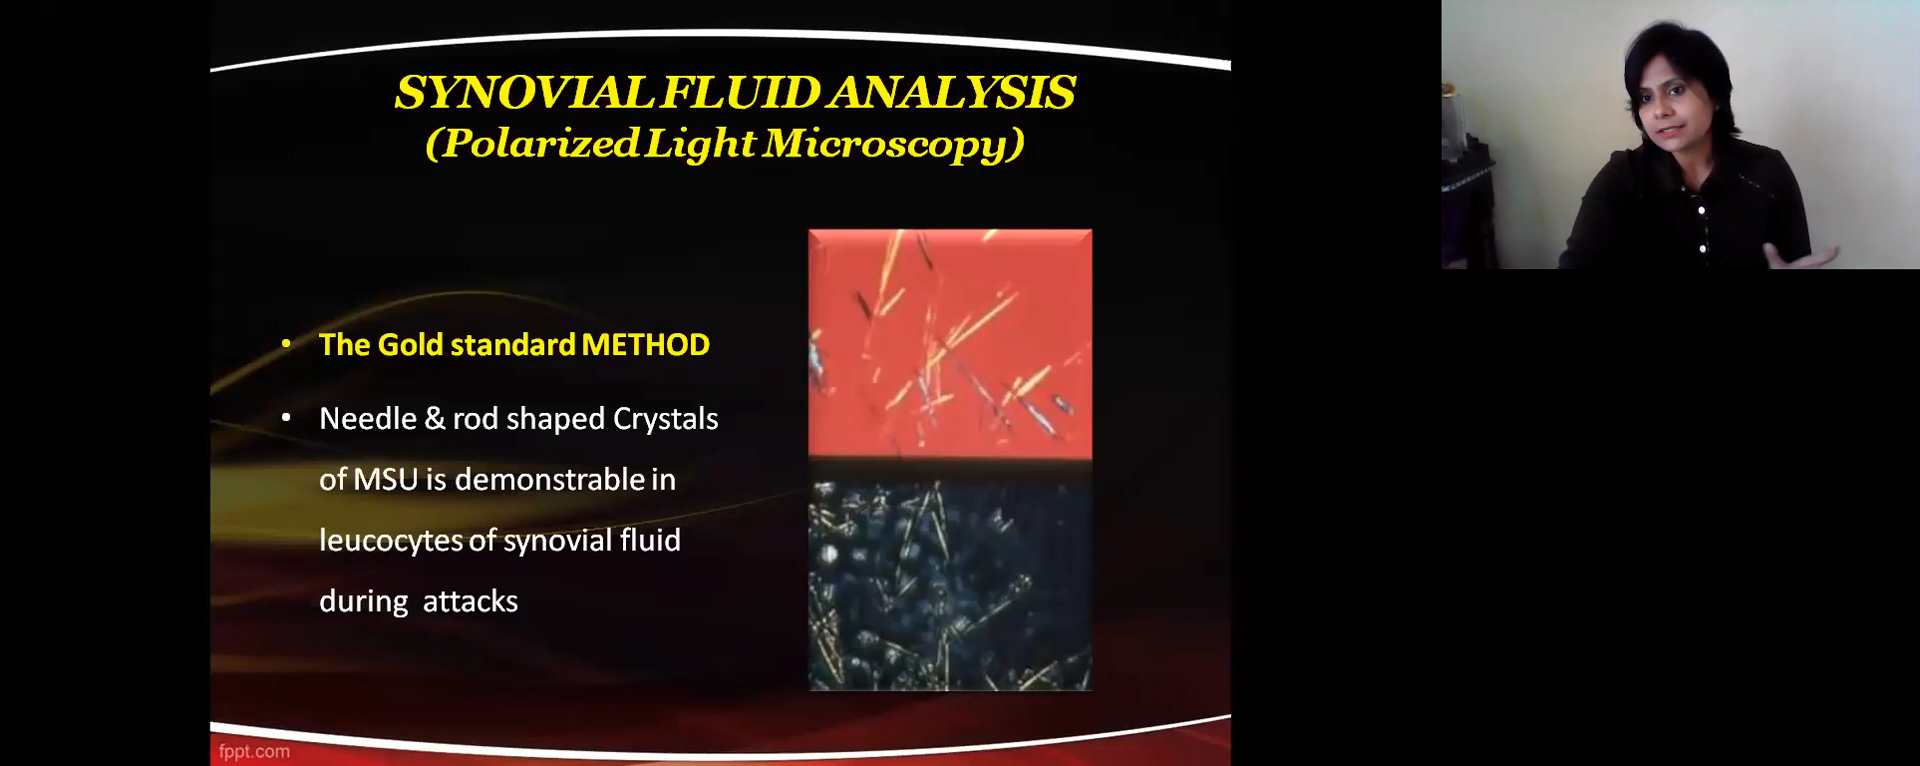 SYNOVIAL FLUID ANALYSIS
(Polarized Light Microscopy)
• The Gold standard METHOD
• Needle & rod shaped Crystals
of MSU is demonstrable in
leucocytes of synovial fluid
during attacks
fppt.com